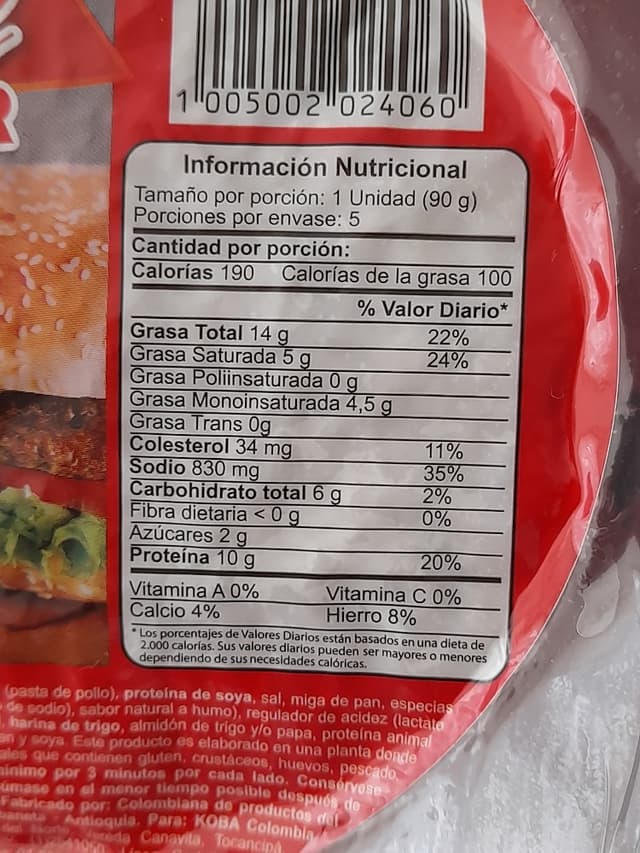 1 005002 024060
Información Nutricional
Tamaño por porción: 1 Unidad (90 g)
Porciones por envase: 5
Cantidad por porción:
Calorías 190 Calorías de la grasa 100
% Valor Diario*
Grasa Total 14 g 22%
Grasa Saturada 5 g 24%
Grasa Poliinsaturada 0 g
Grasa Monoinsaturada 4,5 g
Grasa Trans 0g
Colesterol 34 mg 11%
Sodio 830 mg 35%
Carbohidrato total 6 g 2%
Fibra dietaria < 0 g 0%
Azúcares 2 g
Proteína 10 g 20%
Vitamina A 0% Vitamina C 0%
Calcio 4% Hierro 8%
* Los porcentajes de Valores Diarios están basados en una dieta de
2.000 calorías. Sus valores diarios pueden ser mayores o menores
dependiendo de sus necesidades calóricas.
(pasta de pollo), proteína de soya, sal, miga de pan, especias
de sodio), sabor natural a humo), regulador de acidez (lactato
harina de trigo, almidón de trigo y/o papa, proteína animal
y soya. Este producto es elaborado en una planta donde
que contienen gluten, crustáceos, huevos, pescado,
por 3 minutos por cada lado. Consérvese
en el menor tiempo posible después de
Fabricado por: Colombiana de productos del
Antioquia. Para: KOBA Colombia
Canavita, Tocancipá